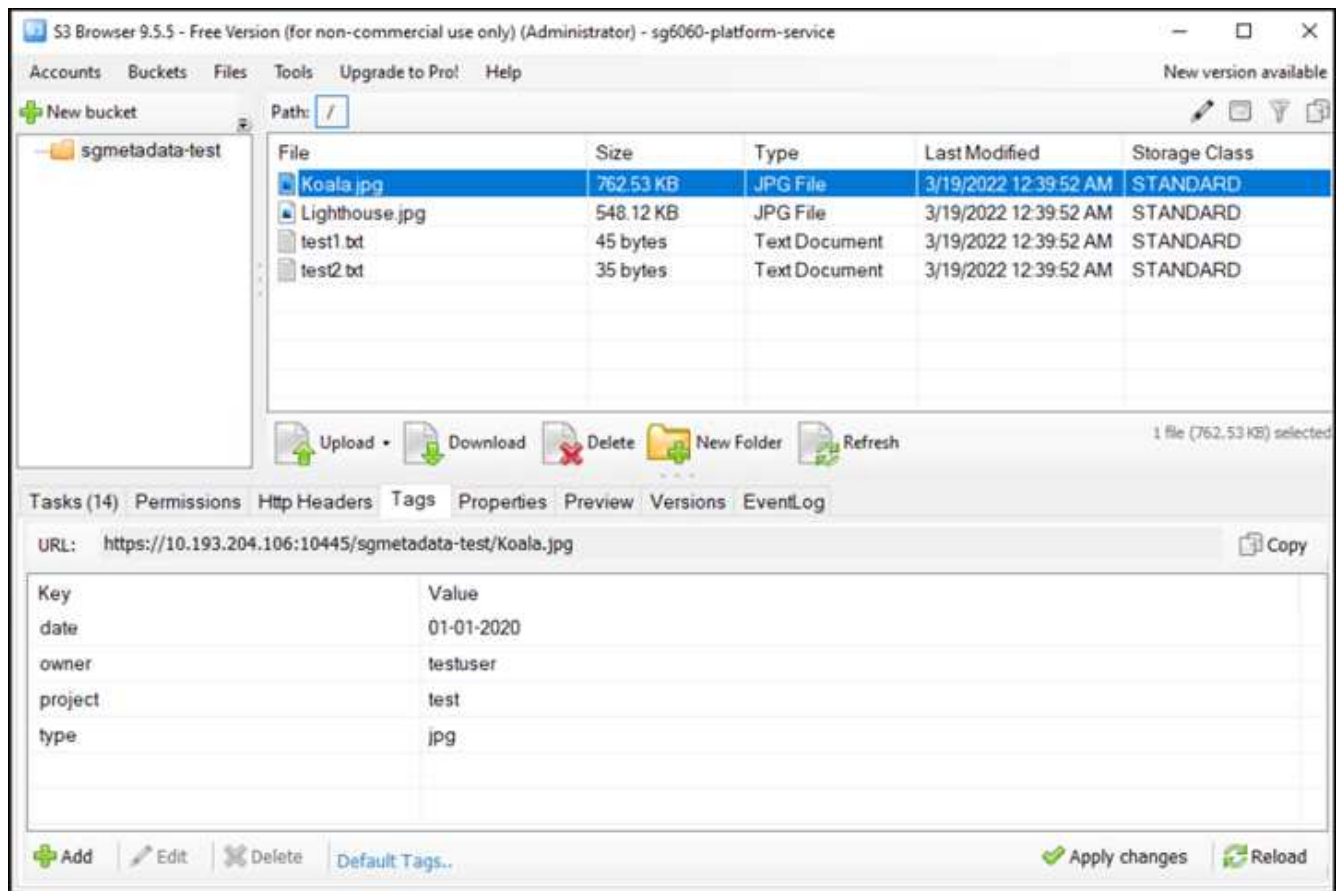 S3 Browser 9.5.5 - Free Version (for non-commercial use only) (Administrator) - sg6060-platform-service
Accounts Buckets Files Tools Upgrade to Pro! Help New version available
New bucket Path: /
sgmetadata-test
File Size Type Last Modified Storage Class
Koala.jpg 762.53 KB JPG File 3/19/2022 12:39:52 AM STANDARD
Lighthouse.jpg 548.12 KB JPG File 3/19/2022 12:39:52 AM STANDARD
test1.txt 45 bytes Text Document 3/19/2022 12:39:52 AM STANDARD
test2.txt 35 bytes Text Document 3/19/2022 12:39:52 AM STANDARD
Upload Download Delete New Folder Refresh 1 file (762.53 KB) selected
Tasks (14) Permissions Http Headers Tags Properties Preview Versions EventLog
URL: https://10.193.204.106:10445/sgmetadata-test/Koala.jpg Copy
Key Value
date 01-01-2020
owner testuser
project test
type jpg
Add Edit Delete Default Tags.. Apply changes Reload